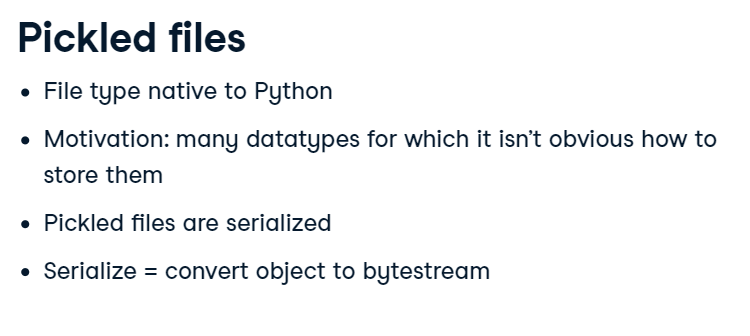 Pickled files
• File type native to Python
• Motivation: many datatypes for which it isn’t obvious how to
store them
• Pickled files are serialized
• Serialize = convert object to bytestream